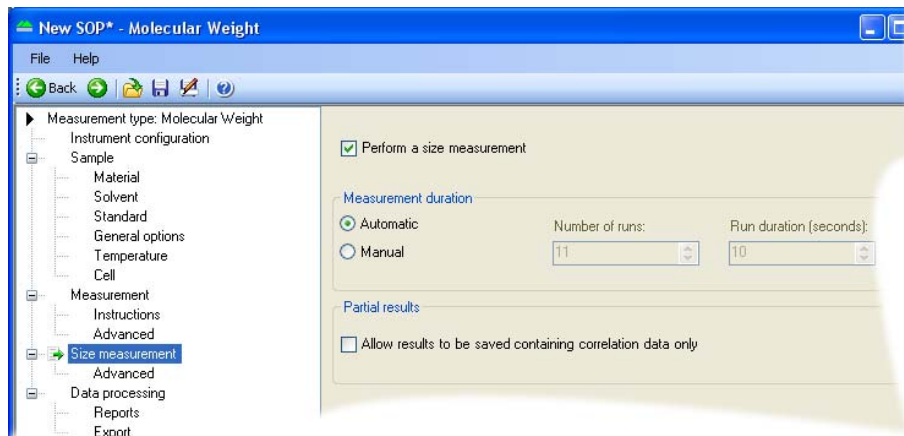 New SOP* - Molecular Weight
File Help
Back
Measurement type: Molecular Weight
Instrument configuration
Sample
Material
Solvent
Standard
General options
Temperature
Cell
Measurement
Instructions
Advanced
Size measurement
Advanced
Data processing
Reports
Export
Perform a size measurement
Measurement duration
Automatic
Number of runs: Run duration (seconds):
Manual 11 10
Partial results
Allow results to be saved containing correlation data only